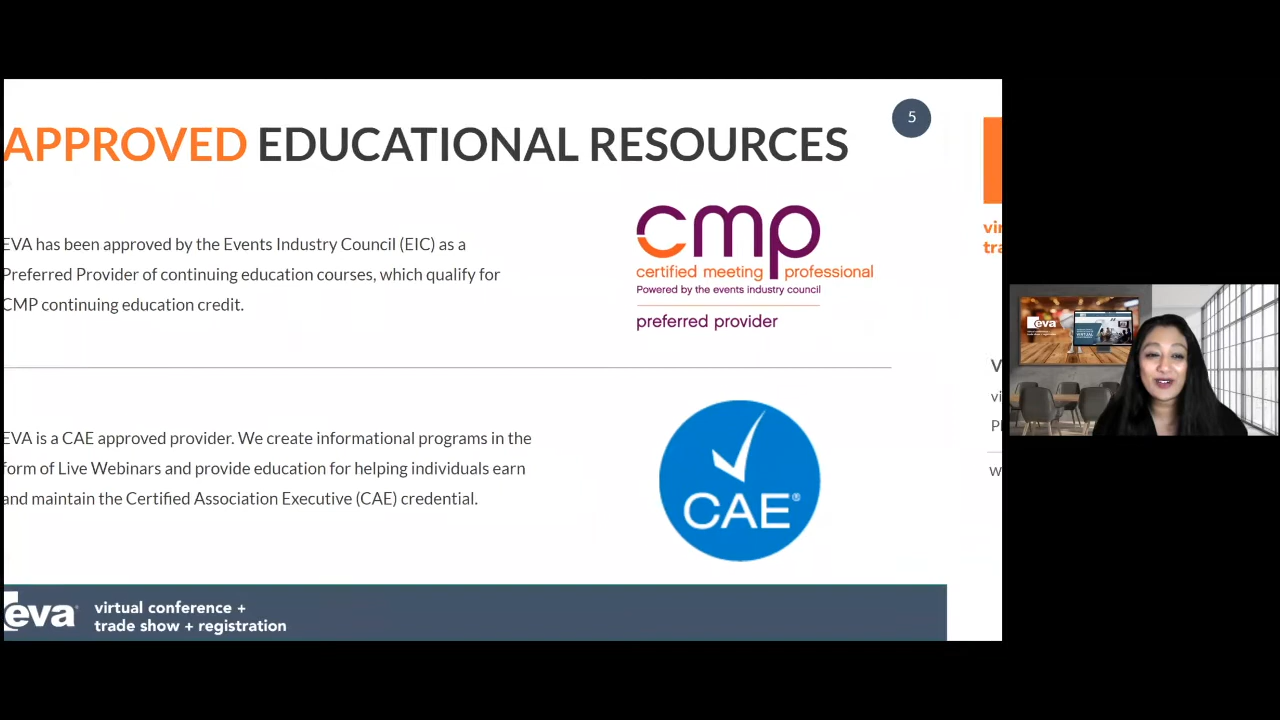 5
APPROVED EDUCATIONAL RESOURCES
EVA has been approved by the Events Industry Council (EIC) as a
Preferred Provider of continuing education courses, which qualify for
CMP continuing education credit.
cmp
certified meeting professional
Powered by the events industry council
preferred provider
EVA is a CAE approved provider. We create informational programs in the
form of Live Webinars and provide education for helping individuals earn
and maintain the Certified Association Executive (CAE) credential.
CAE®
eva
virtual conference +
trade show + registration
eva
VIRTUAL